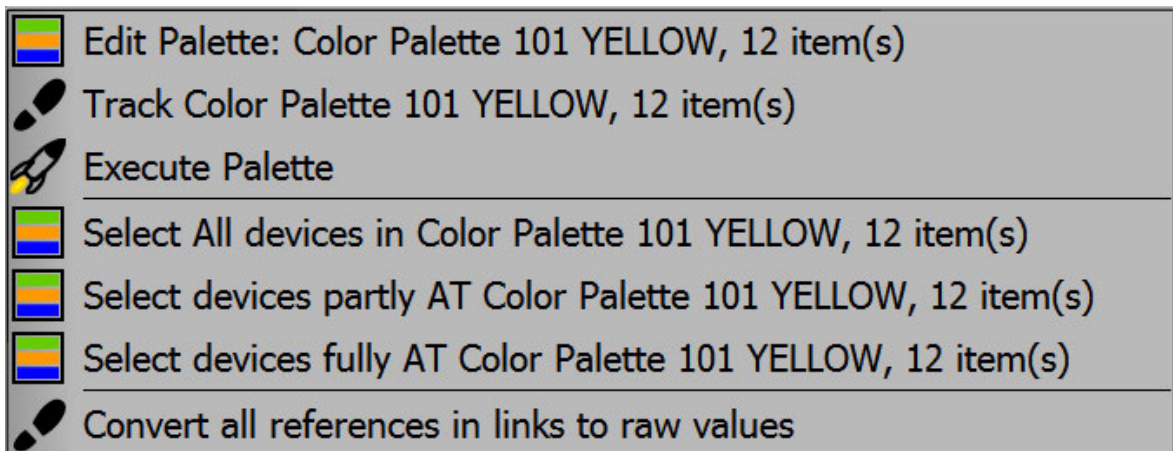 Edit Palette: Color Palette 101 YELLOW, 12 item(s)
Track Color Palette 101 YELLOW, 12 item(s)
Execute Palette
Select All devices in Color Palette 101 YELLOW, 12 item(s)
Select devices partly AT Color Palette 101 YELLOW, 12 item(s)
Select devices fully AT Color Palette 101 YELLOW, 12 item(s)
Convert all references in links to raw values